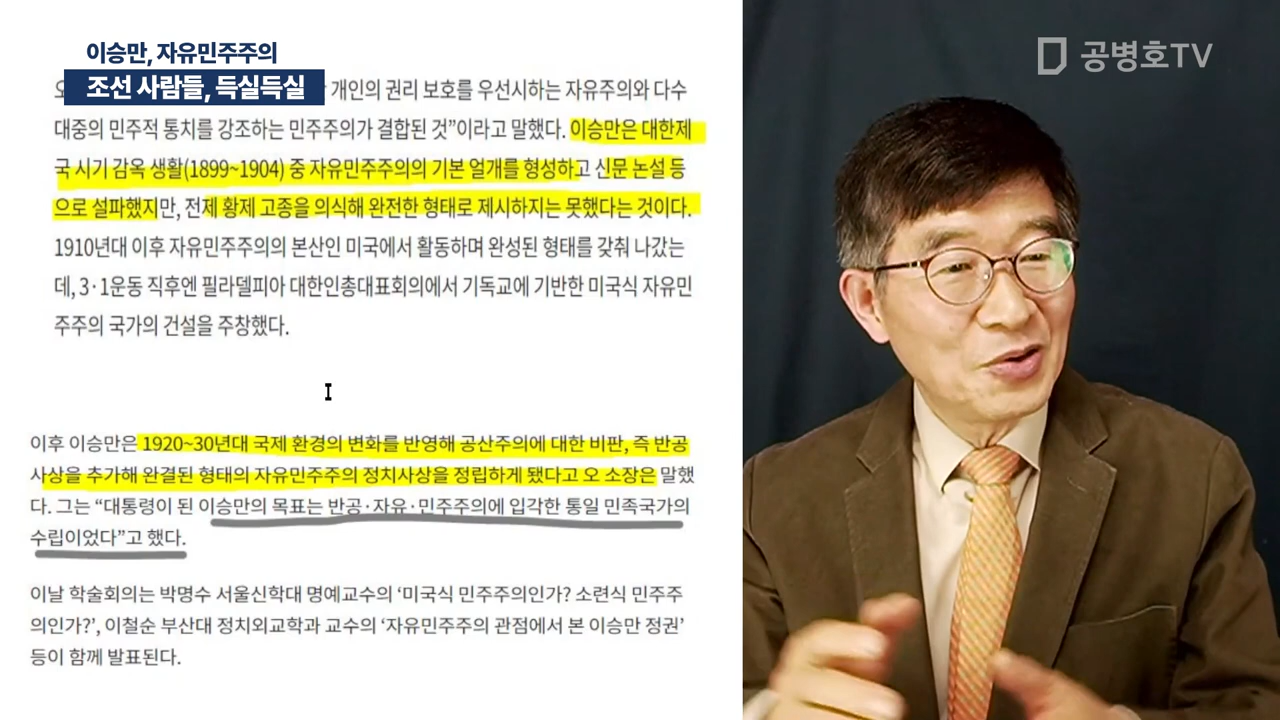 이승만, 자유민주주의
조선 사람들, 득실득실
공병호TV
개인의 권리 보호를 우선시하는 자유주의와 다수
대중의 민주적 통치를 강조하는 민주주의가 결합된 것”이라고 말했다. 이승만은 대한제
국 시기 감옥 생활(1899~1904) 중 자유민주주의의 기본 얼개를 형성하고 신문 논설 등
으로 설파했지만, 전제 황제 고종을 의식해 완전한 형태로 제시하지는 못했다는 것이다.
1910년대 이후 자유민주주의의 본산인 미국에서 활동하며 완성된 형태를 갖춰 나갔는
데, 3·1운동 직후엔 필라델피아 대한인총대표회의에서 기독교에 기반한 미국식 자유민
주주의 국가의 건설을 주창했다.
이후 이승만은 1920~30년대 국제 환경의 변화를 반영해 공산주의에 대한 비판, 즉 반공
사상을 추가해 완결된 형태의 자유민주주의 정치사상을 정립하게 됐다고 오 소장은 말했
다. 그는 “대통령이 된 이승만의 목표는 반공·자유·민주주의에 입각한 통일 민족국가의
수립이었다”고 했다.
이날 학술회의는 박명수 서울신학대 명예교수의 ‘미국식 민주주의인가? 소련식 민주주
의인가?’, 이철순 부산대 정치외교학과 교수의 ‘자유민주주의 관점에서 본 이승만 정권’
등이 함께 발표된다.